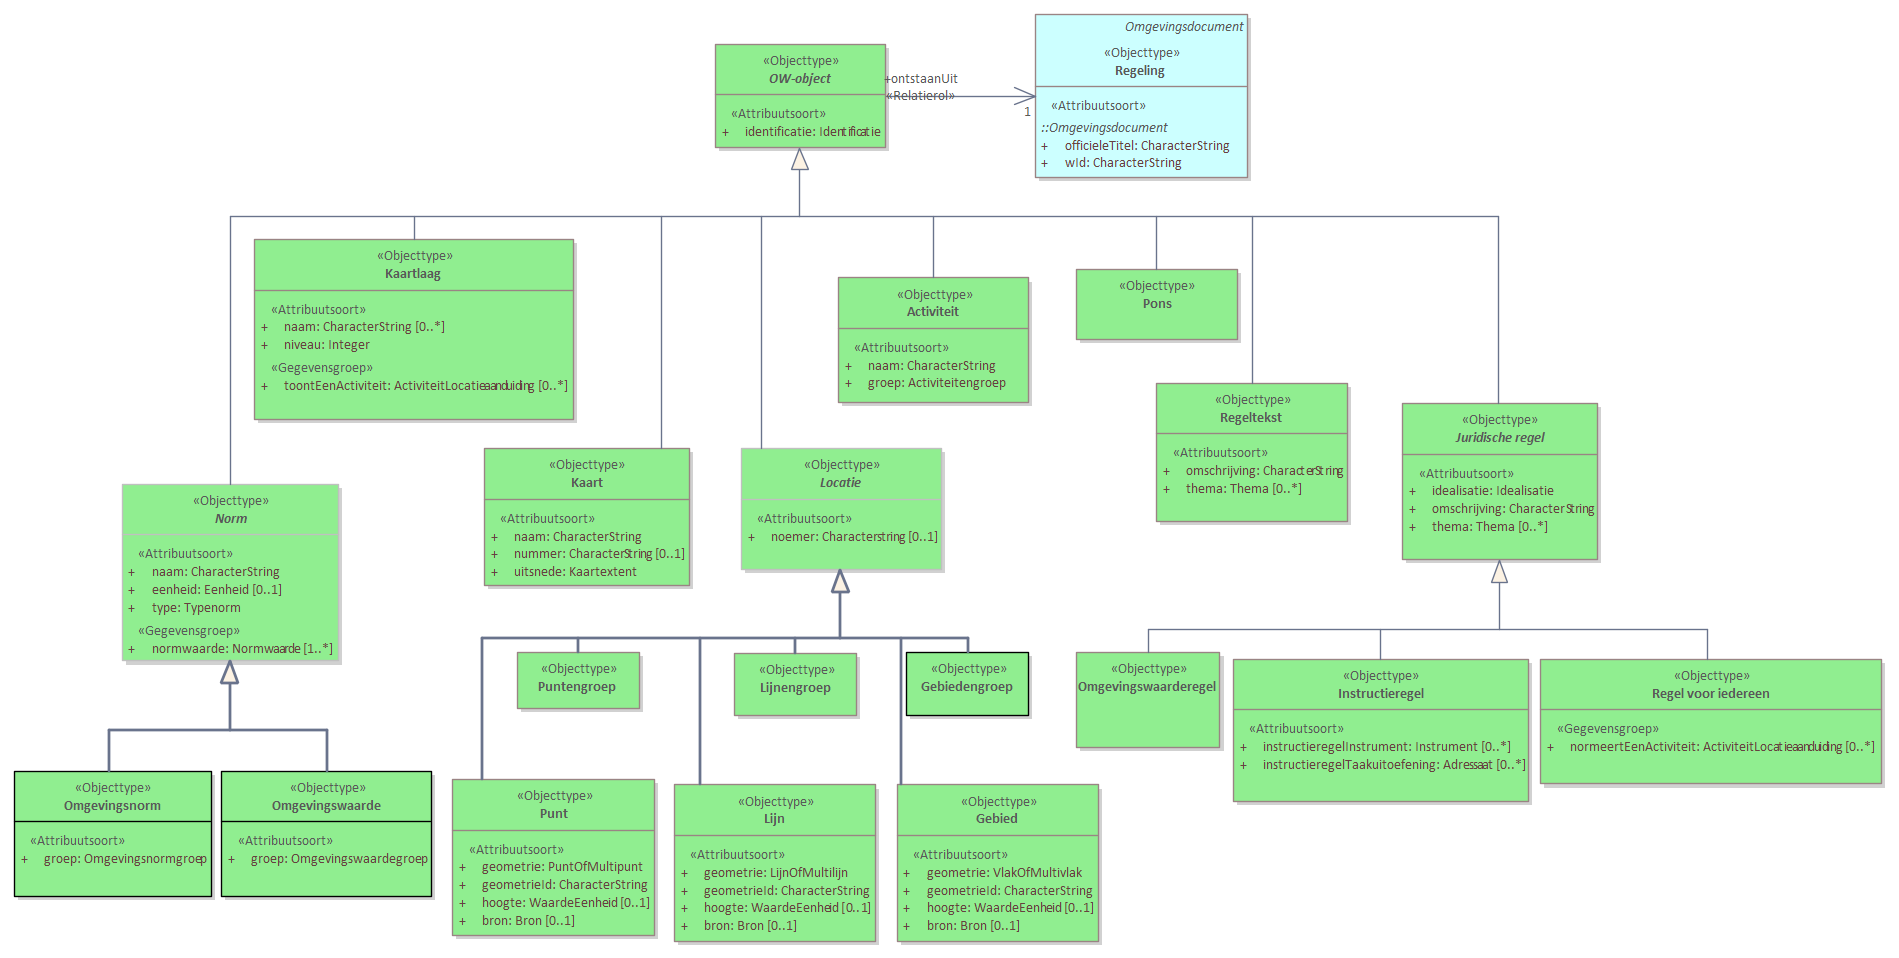 Omgevingsdocument
«Objecttype»
Regeling
«Attribuutsoort»
::Omgevingsdocument
+ officieleTitel: CharacterString
+ wId: CharacterString
«Objecttype»
OW-object
«Attribuutsoort»
+ identificatie: Identificatie
+ontstaanUit
«Relatierol»
1
«Objecttype»
Kaartlaag
«Attribuutsoort»
+ naam: CharacterString [0..*]
+ niveau: Integer
«Gegevensgroep»
+ toontEenActiviteit: ActiviteitLocatieaanduiding [0..*]
«Objecttype»
Activiteit
«Attribuutsoort»
+ naam: CharacterString
+ groep: Activiteitengroep
«Objecttype»
Pons
«Objecttype»
Regeltekst
«Attribuutsoort»
+ omschrijving: CharacterString
+ thema: Thema [0..*]
«Objecttype»
Juridische regel
«Attribuutsoort»
+ idealisatie: Idealisatie
+ omschrijving: CharacterString
+ thema: Thema [0..*]
«Objecttype»
Kaart
«Attribuutsoort»
+ naam: CharacterString
+ nummer: CharacterString [0..1]
+ uitsnede: Kaartextent
«Objecttype»
Locatie
«Attribuutsoort»
+ noemer: Characterstring [0..1]
«Objecttype»
Norm
«Attribuutsoort»
+ naam: CharacterString
+ eenheid: Eenheid [0..1]
+ type: Typenorm
«Gegevensgroep»
+ normwaarde: Normwaarde [1..*]
«Objecttype»
Puntengroep
«Objecttype»
Lijnengroep
«Objecttype»
Gebiedengroep
«Objecttype»
Omgevingswaarderegel
«Objecttype»
Instructieregel
«Attribuutsoort»
+ instructieregelInstrument: Instrument [0..*]
+ instructieregelTaakuitoefening: Adressaat [0..*]
«Objecttype»
Regel voor iedereen
«Gegevensgroep»
+ normeertEenActiviteit: ActiviteitLocatieaanduiding [0..*]
«Objecttype»
Omgevingsnorm
«Attribuutsoort»
+ groep: Omgevingsnormgroep
«Objecttype»
Omgevingswaarde
«Attribuutsoort»
+ groep: Omgevingswaardegroep
«Objecttype»
Punt
«Attribuutsoort»
+ geometrie: PuntOfMultipunt
+ geometrieId: CharacterString
+ hoogte: WaardeEenheid [0..1]
+ bron: Bron [0..1]
«Objecttype»
Lijn
«Attribuutsoort»
+ geometrie: LijnOfMultilijn
+ geometrieId: CharacterString
+ hoogte: WaardeEenheid [0..1]
+ bron: Bron [0..1]
«Objecttype»
Gebied
«Attribuutsoort»
+ geometrie: VlakOfMultivlak
+ geometrieId: CharacterString
+ hoogte: WaardeEenheid [0..1]
+ bron: Bron [0..1]